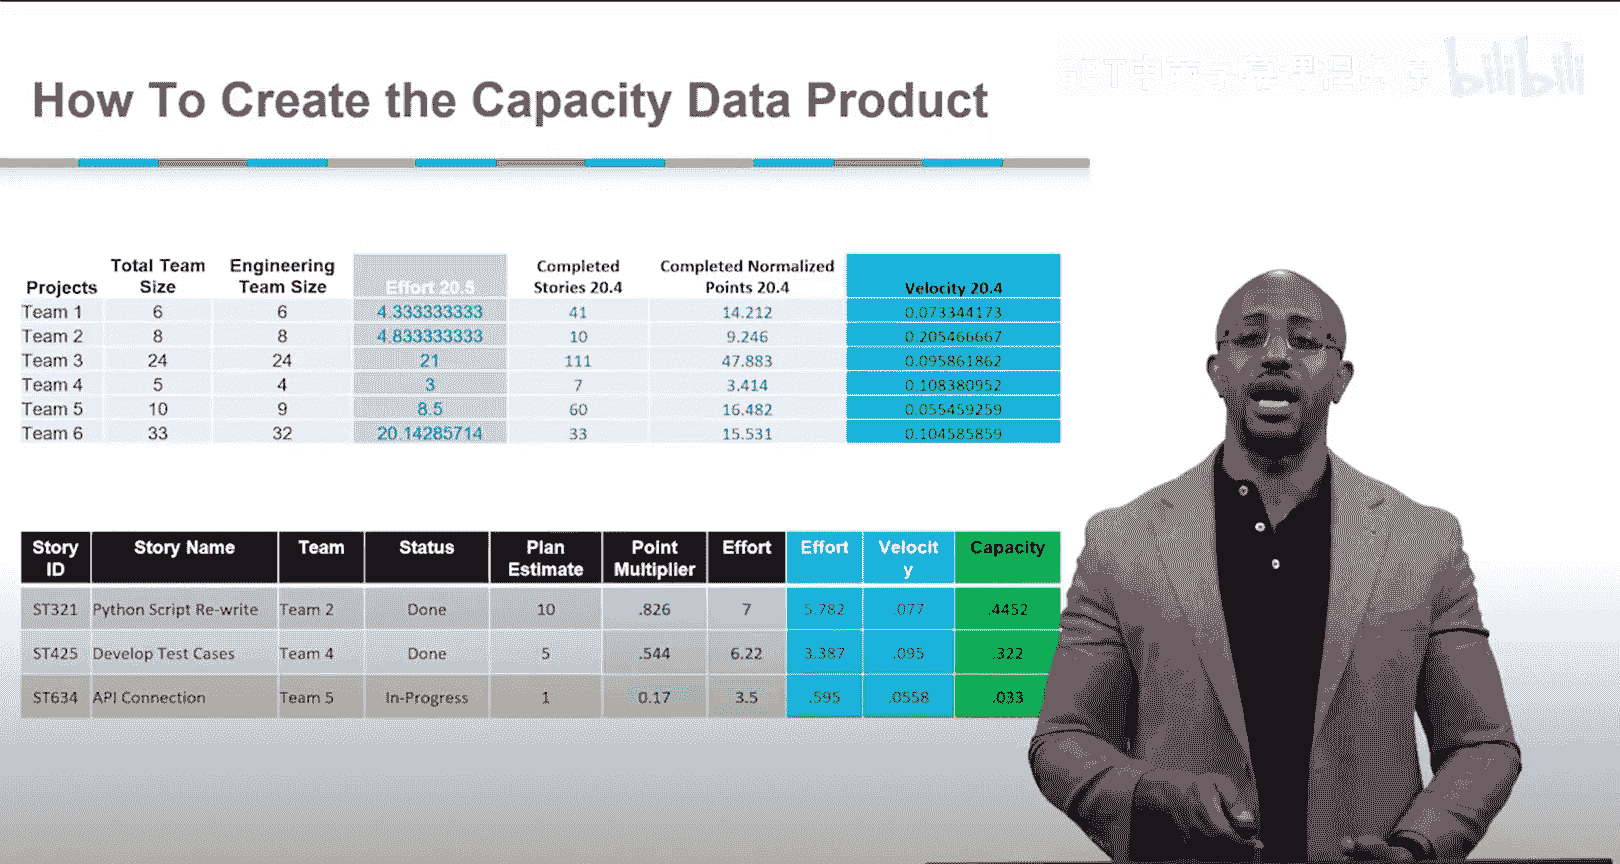 bilibili
How To Create the Capacity Data Product
Projects Total Team Size Engineering Team Size Effort 20.5 Completed Stories 20.4 Completed Normalized Points 20.4 Velocity 20.4
Team 1 6 6 4.333333333 41 14.212 0.073344173
Team 2 8 8 4.833333333 10 9.246 0.205466667
Team 3 24 24 21 111 47.883 0.095861862
Team 4 5 4 3 7 3.414 0.108380952
Team 5 10 9 8.5 60 16.482 0.055459259
Team 6 33 32 20.14285714 33 15.531 0.104585859
Story ID Story Name Team Status Plan Estimate Point Multiplier Effort Effort Velocity Capacity
ST321 Python Script Re-write Team 2 Done 10 .826 7 5.782 .077 .4452
ST425 Develop Test Cases Team 4 Done 5 .544 6.22 3.387 .095 .322
ST634 API Connection Team 5 In-Progress 1 0.17 3.5 .595 .0558 .033